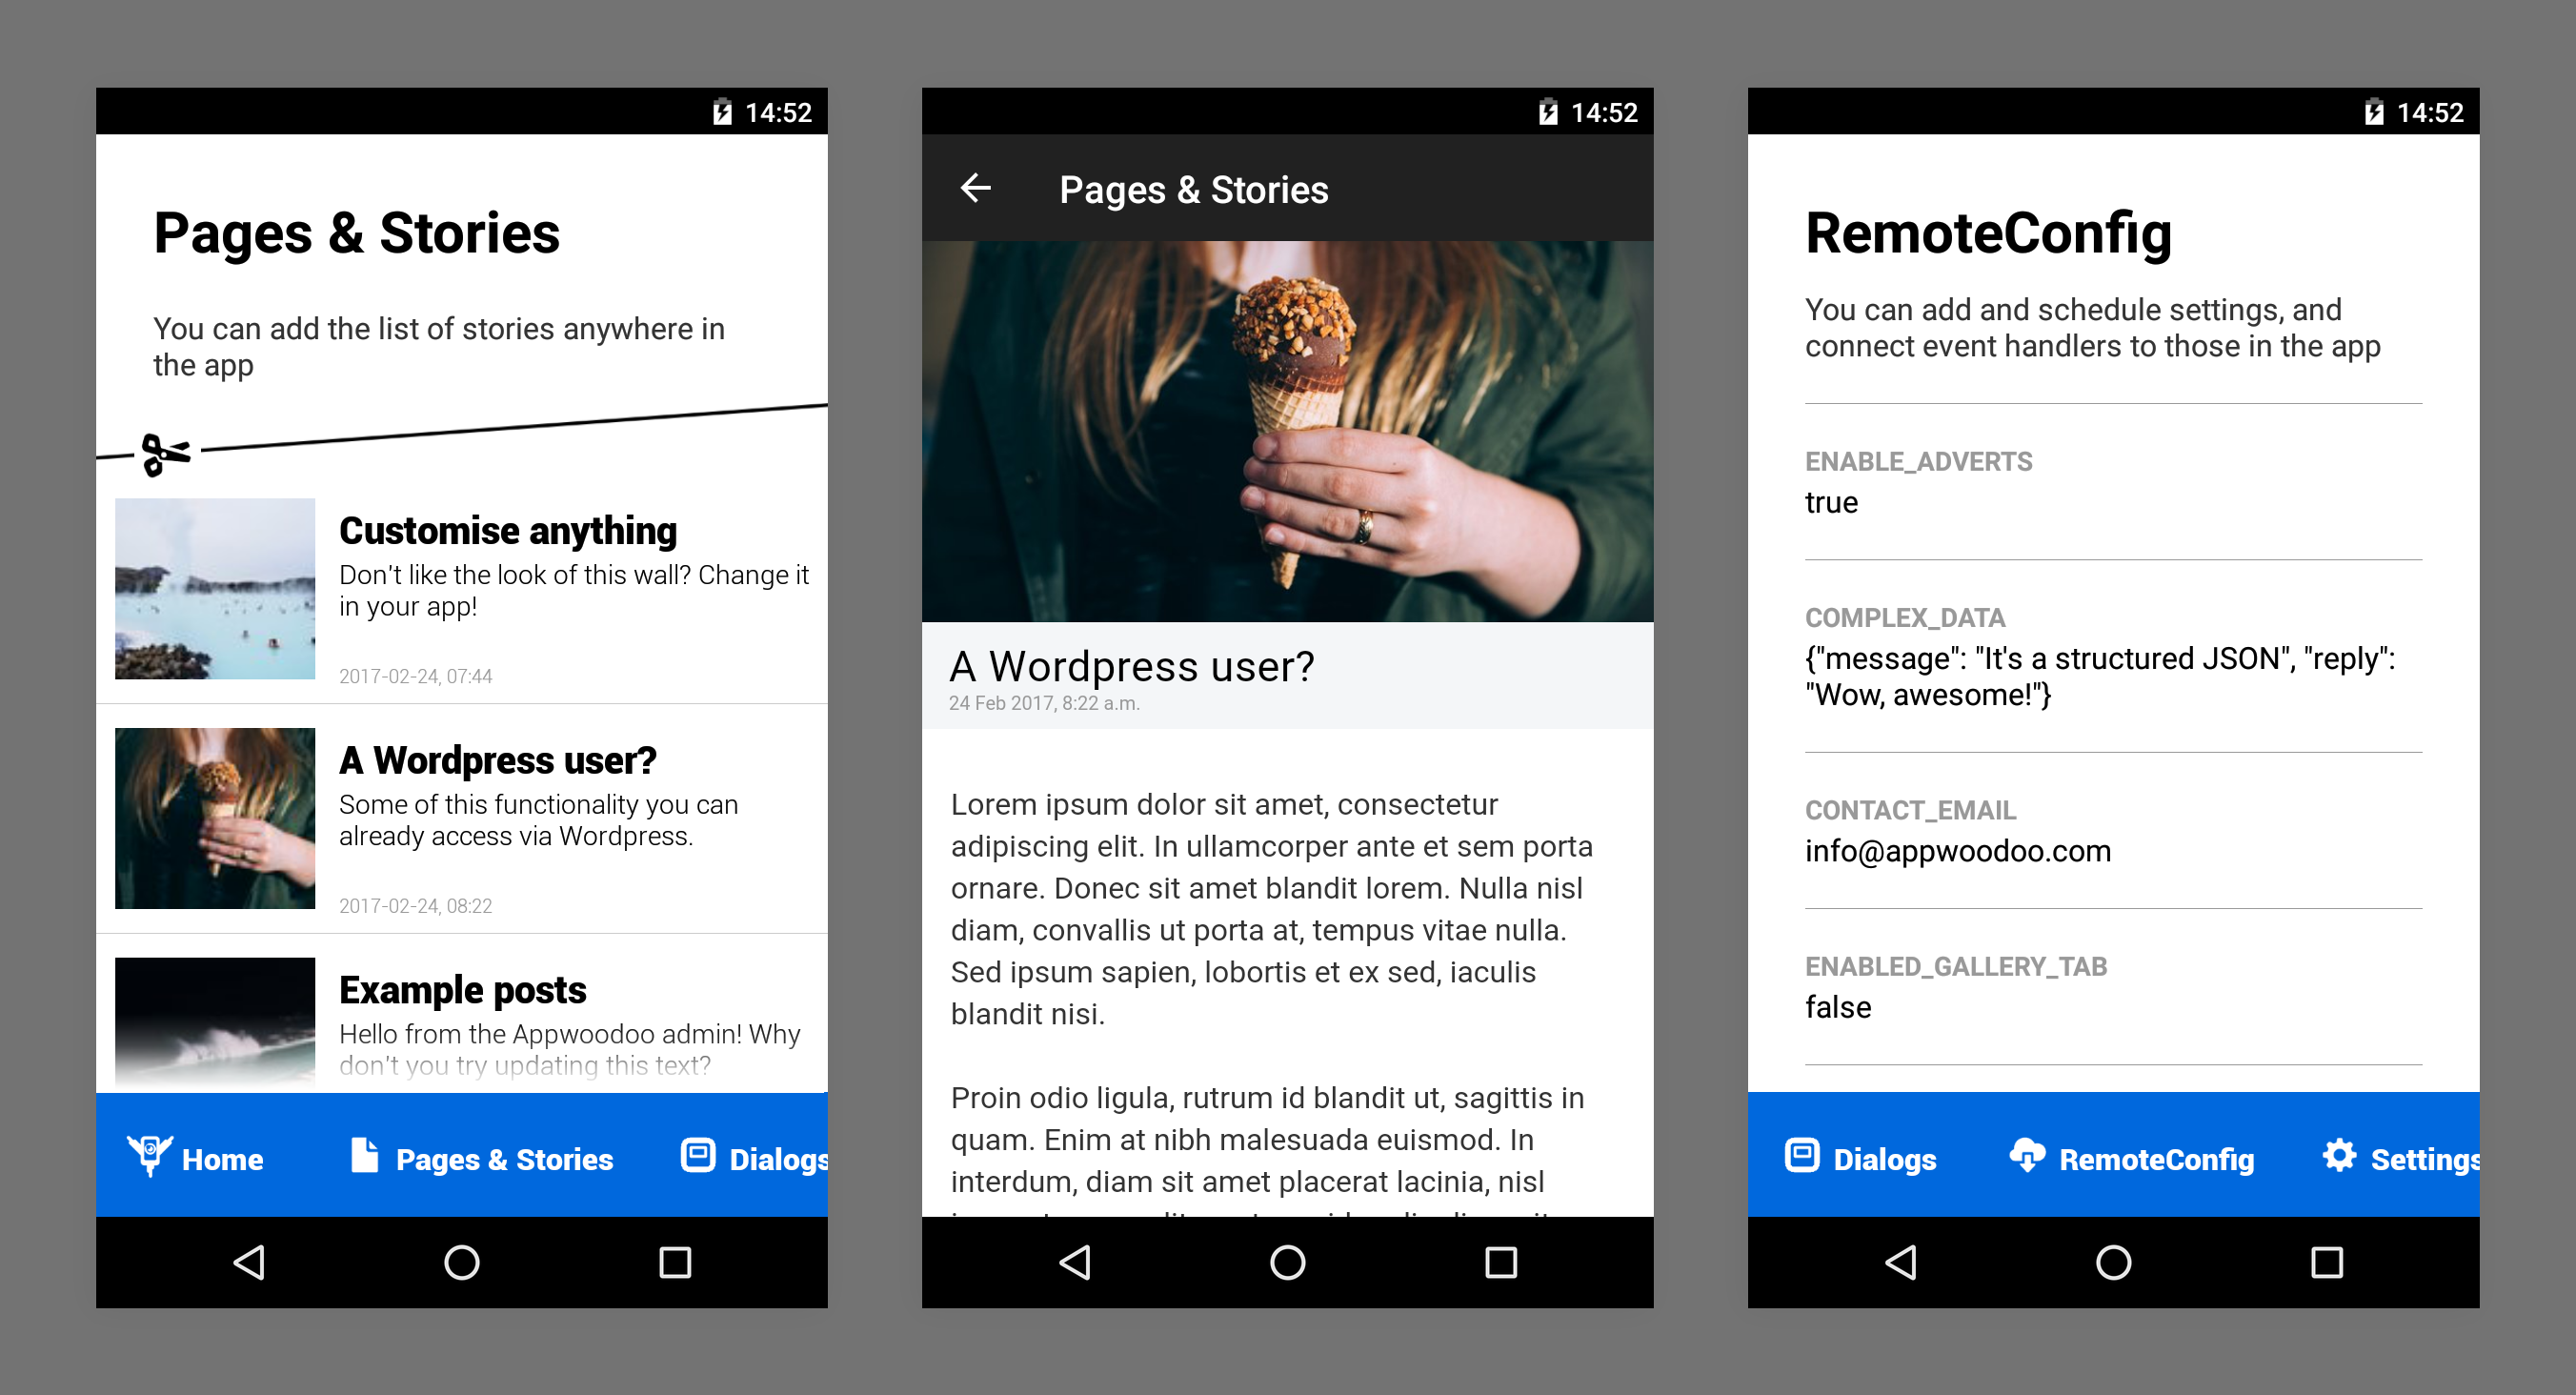 14:52
Pages & Stories
You can add the list of stories anywhere in
the app
Customise anything
Don't like the look of this wall? Change it
in your app!
2017-02-24, 07:44
A Wordpress user?
Some of this functionality you can
already access via Wordpress.
2017-02-24, 08:22
Example posts
Hello from the Appwoodoo admin! Why
don't you try updating this text?
Home Pages & Stories Dialogs
14:52
Pages & Stories
A Wordpress user?
24 Feb 2017, 8:22 a.m.
Lorem ipsum dolor sit amet, consectetur
adipiscing elit. In ullamcorper ante et sem porta
ornare. Donec sit amet blandit lorem. Nulla nisl
diam, convallis ut porta at, tempus vitae nulla.
Sed ipsum sapien, lobortis et ex sed, iaculis
blandit nisi.
Proin odio ligula, rutrum id blandit ut, sagittis in
quam. Enim at nibh malesuada euismod. In
interdum, diam sit amet placerat lacinia, nisl
14:52
RemoteConfig
You can add and schedule settings, and
connect event handlers to those in the app
ENABLE_ADVERTS
true
COMPLEX_DATA
{"message": "It's a structured JSON", "reply":
"Wow, awesome!"}
CONTACT_EMAIL
info@appwoodoo.com
ENABLED_GALLERY_TAB
false
Dialogs RemoteConfig Settings